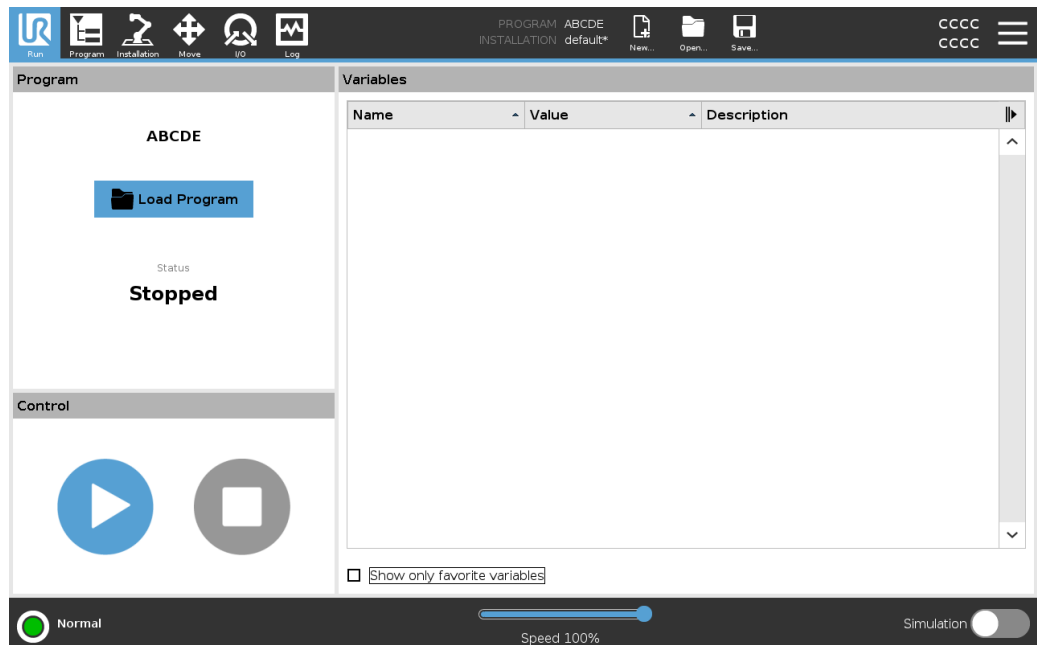 UR
Run Program Installation Move I/O Log
PROGRAM ABCDE
INSTALLATION default*
New... Open... Save...
CCCC
CCCC
Program
ABCDE
Load Program
Status
Stopped
Control
Variables
Name Value Description
Show only favorite variables
Normal
Speed 100%
Simulation